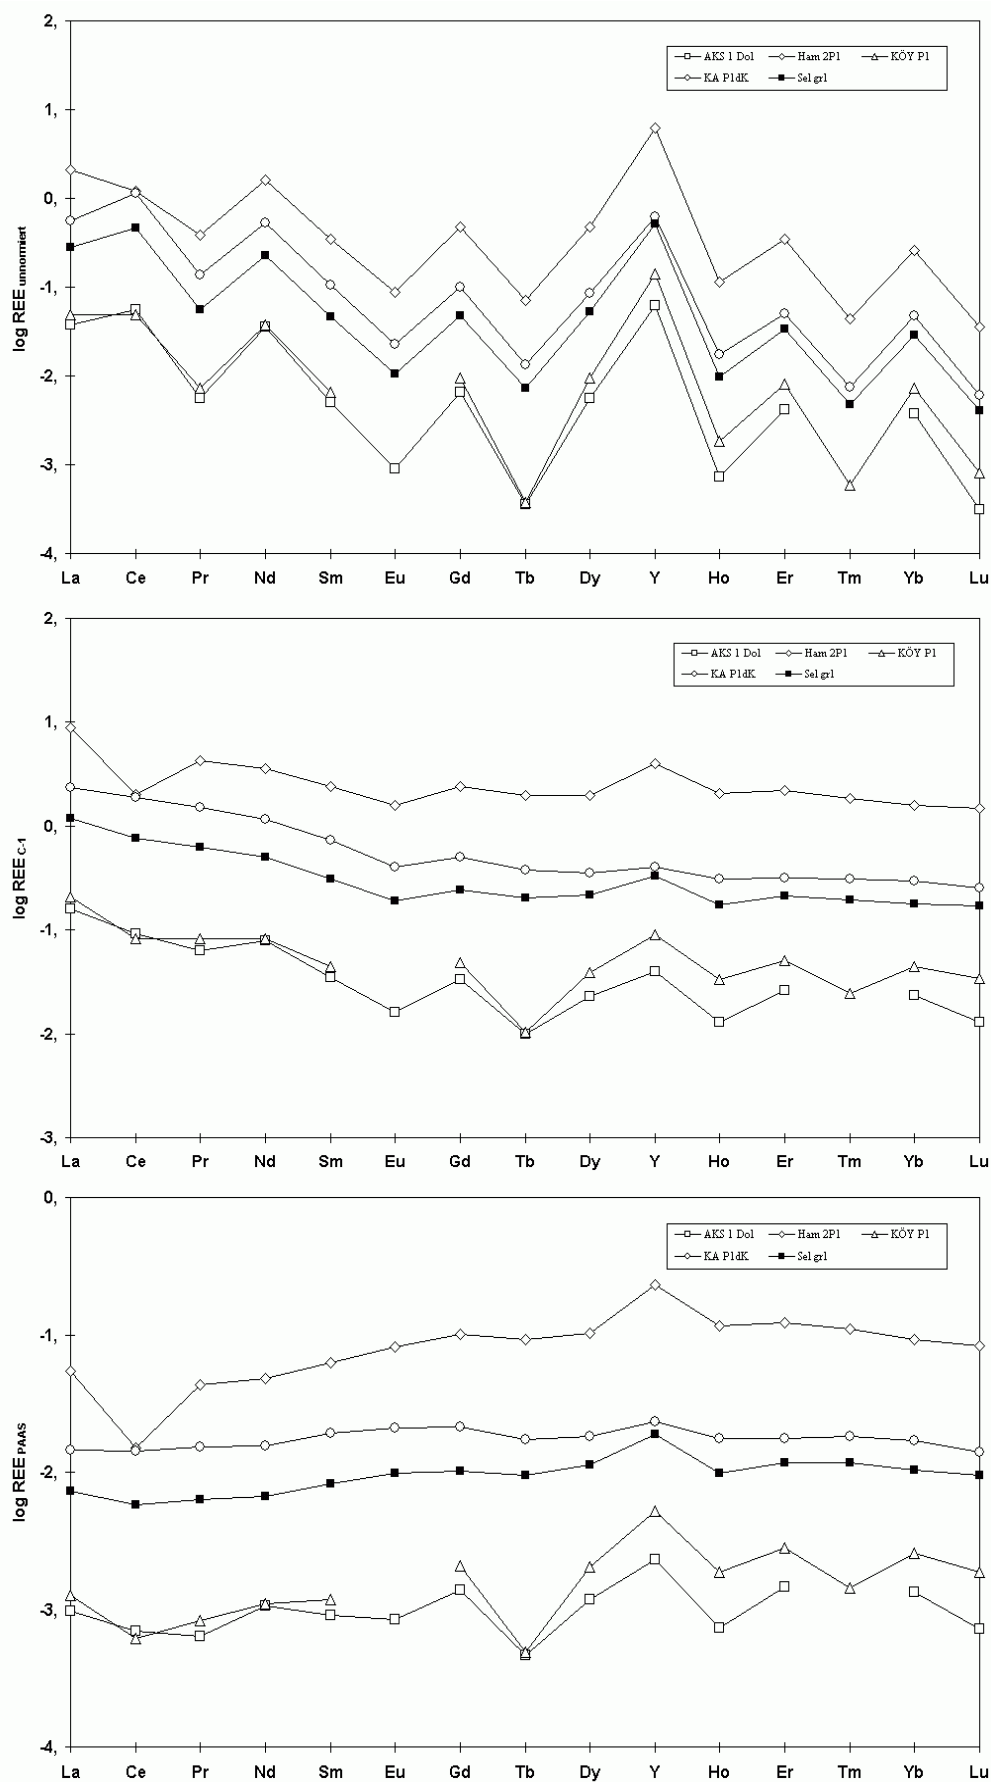 2,
1,
0,
-1,
-2,
-3,
-4,
log REE unnormiert
AKS 1 Dol Ham 2P1 KÖY P1
KA P1dK Sel gr1
La Ce Pr Nd Sm Eu Gd Tb Dy Y Ho Er Tm Yb Lu
2,
1,
0,
-1,
-2,
-3,
log REE C-1
AKS 1 Dol Ham 2P1 KÖY P1
KA P1dK Sel gr1
La Ce Pr Nd Sm Eu Gd Tb Dy Y Ho Er Tm Yb Lu
0,
-1,
-2,
-3,
-4,
log REE PAAS
AKS 1 Dol Ham 2P1 KÖY P1
KA P1dK Sel gr1
La Ce Pr Nd Sm Eu Gd Tb Dy Y Ho Er Tm Yb Lu